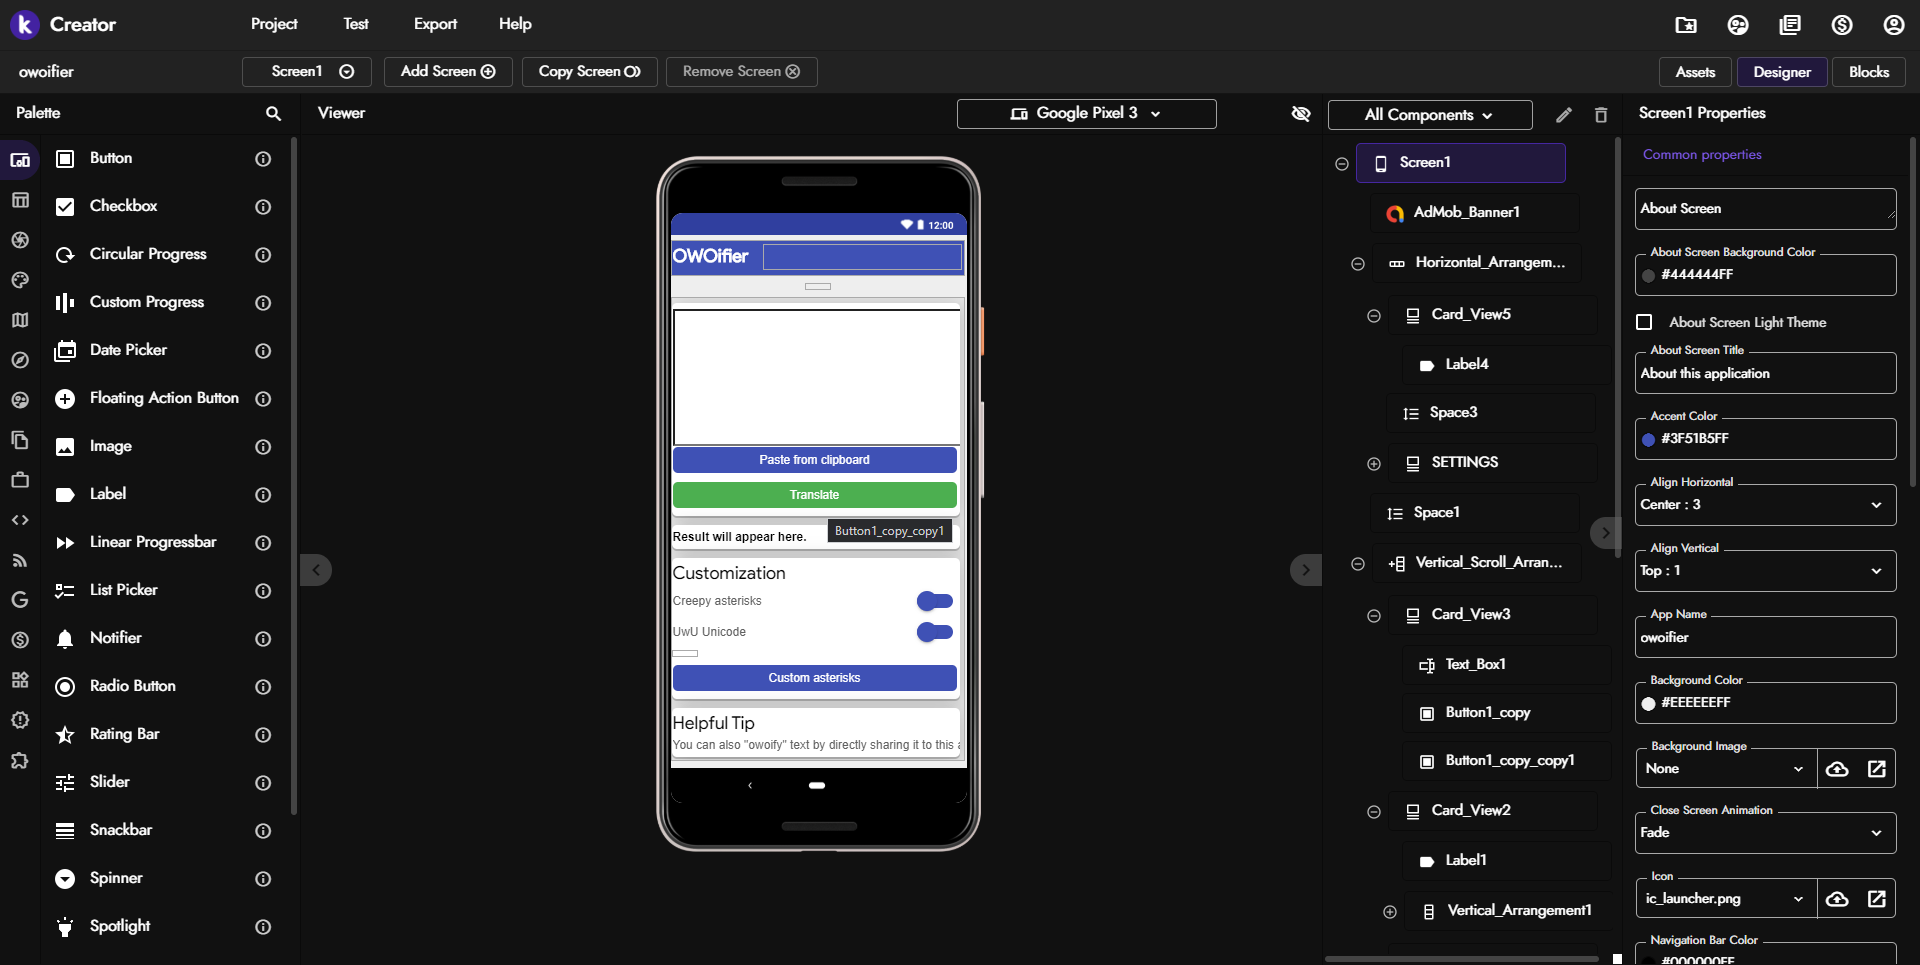 k Creator
Project
Test
Export
Help
owoifier
Screen1
Add Screen
Copy Screen
Remove Screen
Assets
Designer
Blocks
Palette
Button
Checkbox
Circular Progress
Custom Progress
Date Picker
Floating Action Button
Image
Label
Linear Progressbar
List Picker
Notifier
Radio Button
Rating Bar
Slider
Snackbar
Spinner
Spotlight
Viewer
Google Pixel 3
12:00
OWOifier
Paste from clipboard
Translate
Button1_copy_copy1
Result will appear here.
Customization
Creepy asterisks
UwU Unicode
Custom asterisks
Helpful Tip
You can also "owoify" text by directly sharing it to this a
All Components
Screen1
AdMob_Banner1
Horizontal_Arrangem...
Card_View5
Label4
Space3
SETTINGS
Space1
Vertical_Scroll_Arran...
Card_View3
Text_Box1
Button1_copy
Button1_copy_copy1
Card_View2
Label1
Vertical_Arrangement1
Screen1 Properties
Common properties
About Screen
About Screen Background Color
#444444FF
About Screen Light Theme
About Screen Title
About this application
Accent Color
#3F51B5FF
Align Horizontal
Center : 3
Align Vertical
Top : 1
App Name
owoifier
Background Color
#EEEEEEFF
Background Image
None
Close Screen Animation
Fade
Icon
ic_launcher.png
Navigation Bar Color
#000000FF